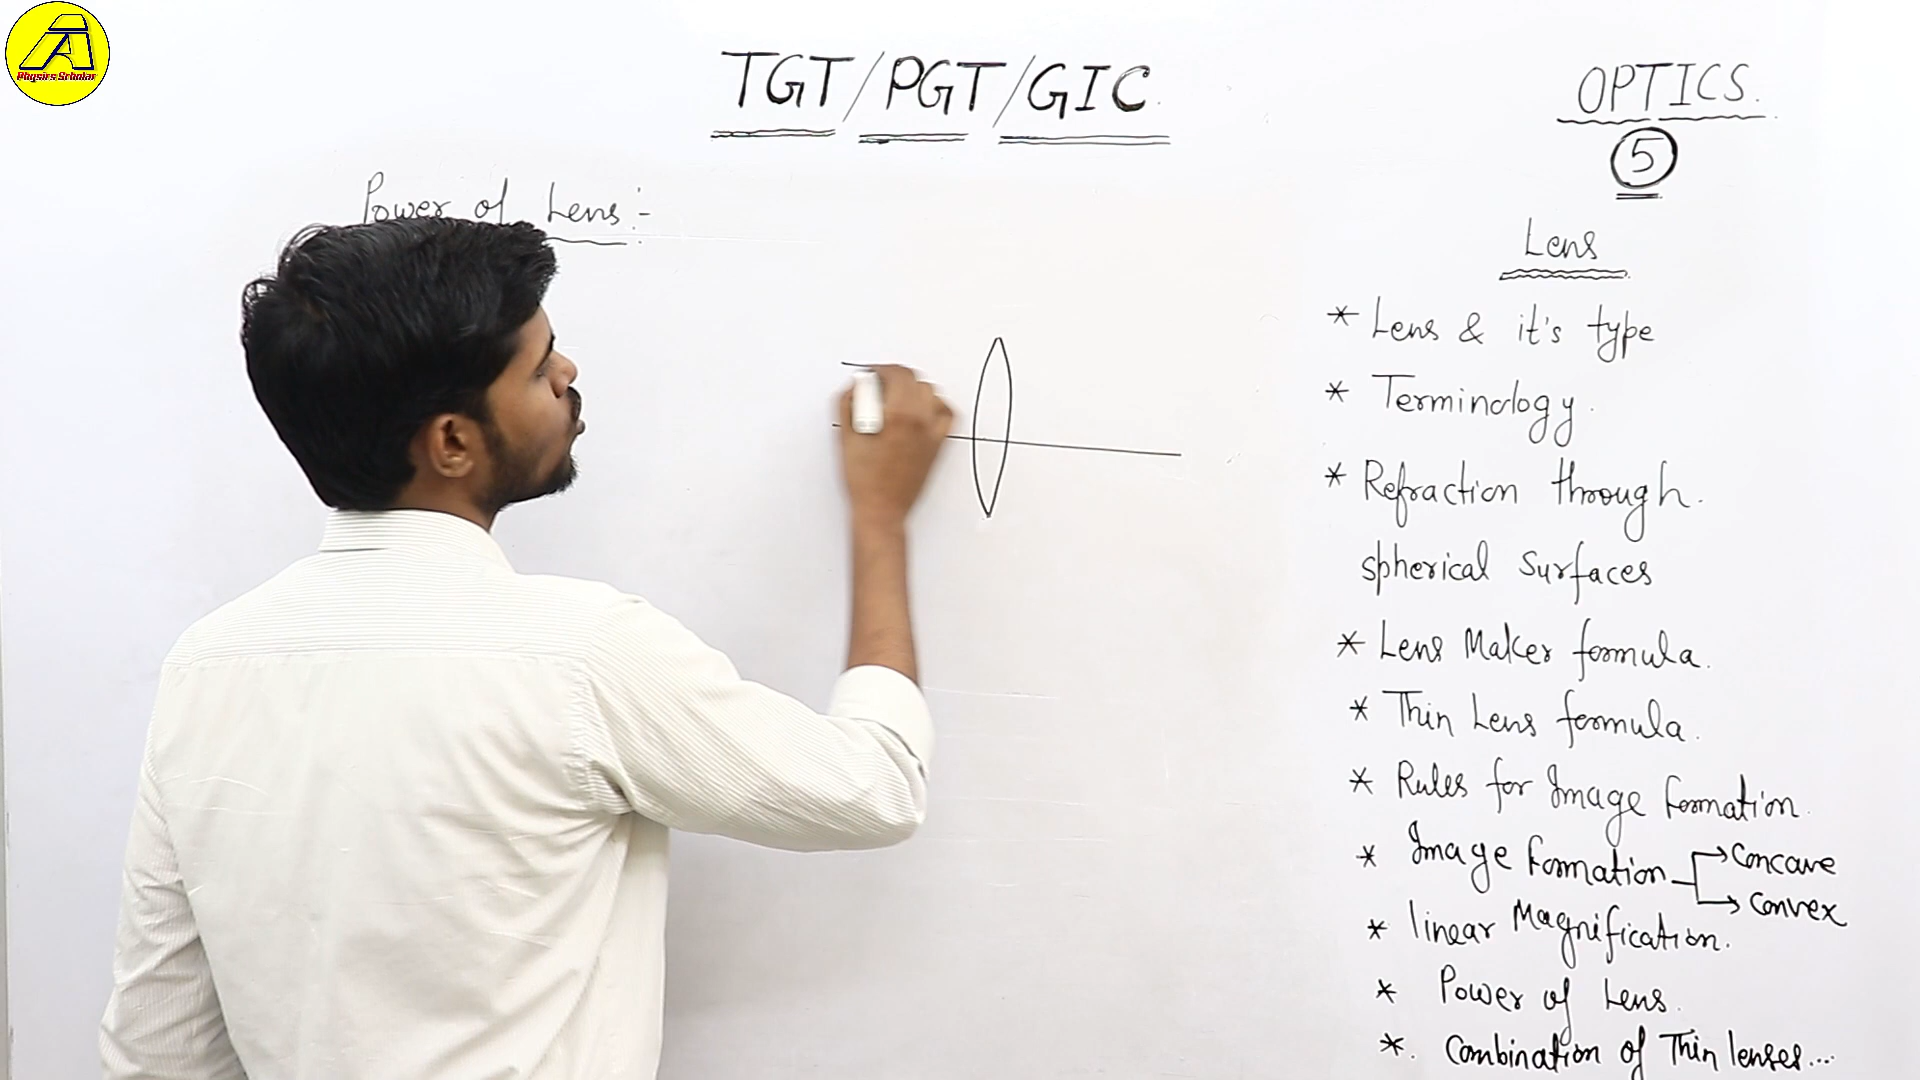 Physics Scholar
TGT/PGT/GIC
OPTICS.
5
Power of Lens:-
Lens
* Lens & it's type
* Terminology.
* Refraction through.
spherical surfaces
* Lens Maker formula.
* Thin Lens formula.
* Rules for Image formation.
* Image formation
Concave
Convex
* linear Magnification.
* Power of Lens.
*. Combination of Thin lenses...